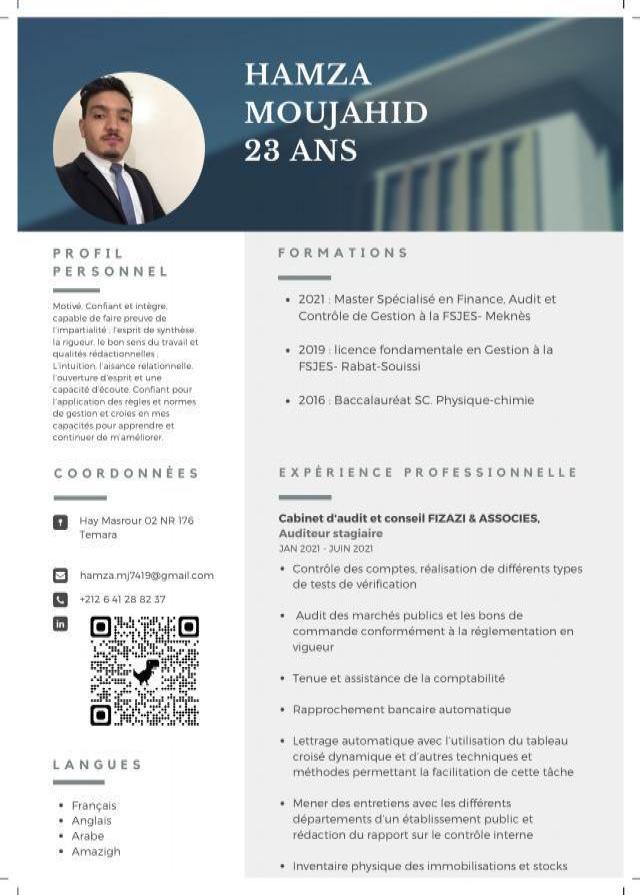 HAMZA
MOUJAHID
23 ANS
PROFIL
PERSONNEL
Motivé, Confiant et intègre,
capable de faire preuve de
l'impartialité ; l'esprit de synthèse,
la rigueur, le bon sens du travail et
qualités rédactionnelles ;
L'intuition, l'aisance relationnelle,
l'ouverture d'esprit et une
capacité d'écoute. Confiant pour
l'application des règles et normes
de gestion et croies en mes
capacités pour apprendre et
continuer de m'améliorer.
COORDONNÉES
Hay Masrour 02 NR 176
Temara
hamza.mj7419@gmail.com
+212 6 41 28 82 37
in
LANGUES
• Français
• Anglais
• Arabe
• Amazigh
FORMATIONS
• 2021 : Master Spécialisé en Finance, Audit et
Contrôle de Gestion à la FSJES- Meknès
• 2019 : licence fondamentale en Gestion à la
FSJES- Rabat-Souissi
• 2016 : Baccalauréat SC. Physique-chimie
EXPÉRIENCE PROFESSIONNELLE
Cabinet d'audit et conseil FIZAZI & ASSOCIES,
Auditeur stagiaire
JAN 2021 - JUIN 2021
• Contrôle des comptes, réalisation de différents types
de tests de vérification
• Audit des marchés publics et les bons de
commande conformément à la réglementation en
vigueur
• Tenue et assistance de la comptabilité
• Rapprochement bancaire automatique
• Lettrage automatique avec l'utilisation du tableau
croisé dynamique et d'autres techniques et
méthodes permettant la facilitation de cette tâche
• Mener des entretiens avec les différents
départements d'un établissement public et
rédaction du rapport sur le contrôle interne
• Inventaire physique des immobilisations et stocks